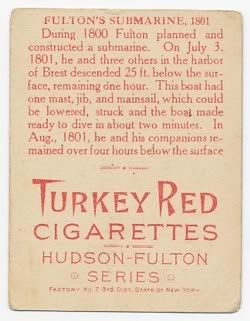 FULTON'S SUBMARINE, 1801
During 1800 Fulton planned and
constructed a submarine. On July 3.
1801, he and three others in the harbor
of Brest descended 25 ft. below the sur-
face, remaining one hour. This boat had
one mast, jib, and mainsail, which could
be lowered, struck and the boat made
ready to dive in about two minutes. In
Aug., 1801, he and his companions re-
mained over four hours below the surface
TURKEY RED
CIGARETTES
HUDSON-FULTON
SERIES
FACTORY No. 7, 3rd. DIST. STATE OF NEW YORK